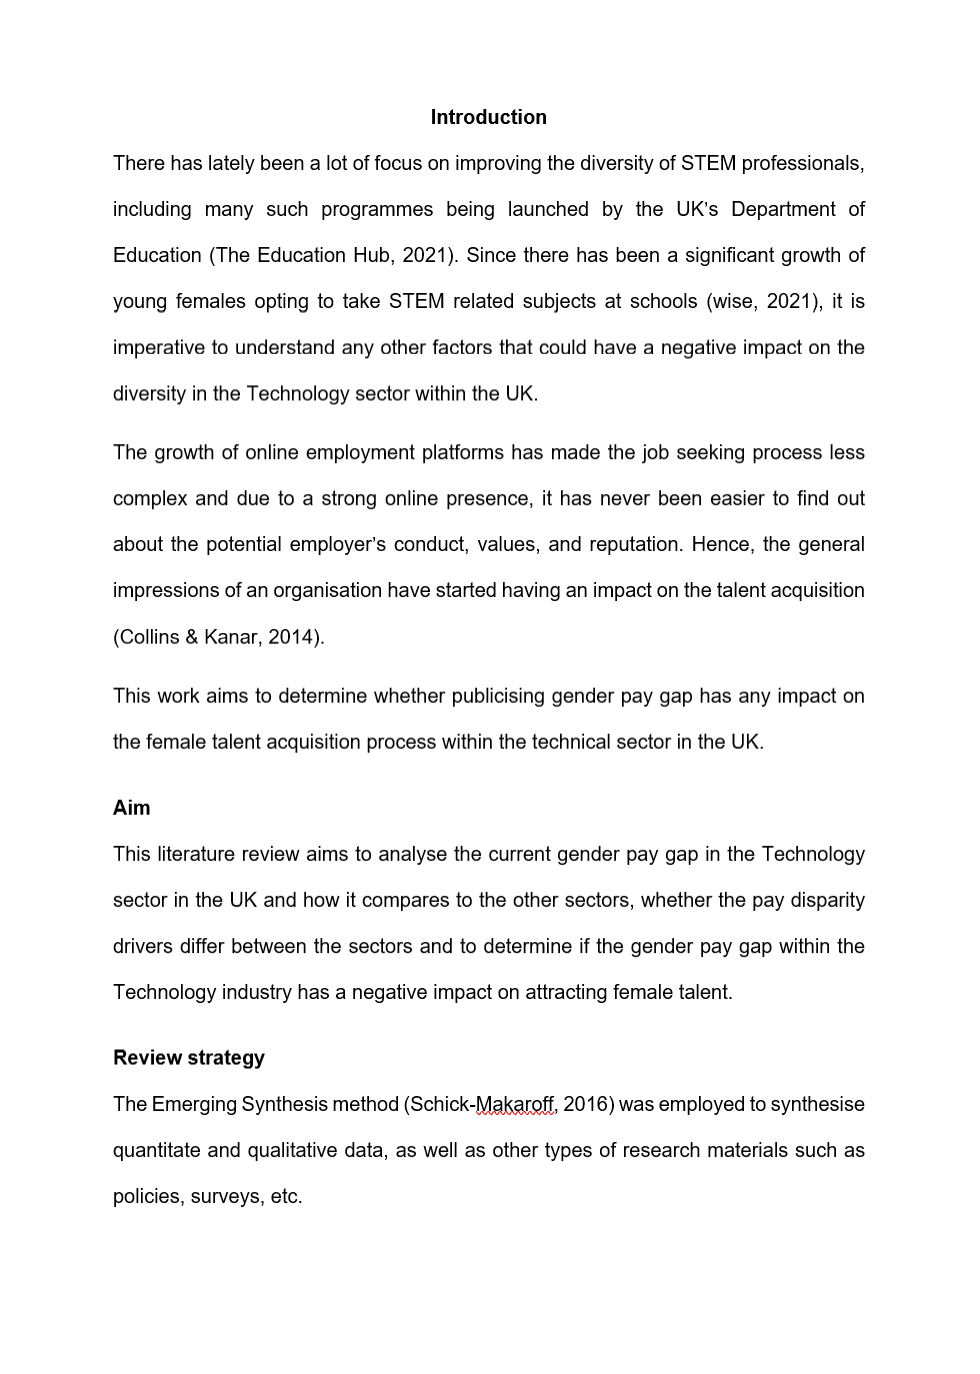 Introduction
There has lately been a lot of focus on improving the diversity of STEM professionals,
including many such programmes being launched by the UK’s Department of
Education (The Education Hub, 2021). Since there has been a significant growth of
young females opting to take STEM related subjects at schools (wise, 2021), it is
imperative to understand any other factors that could have a negative impact on the
diversity in the Technology sector within the UK.
The growth of online employment platforms has made the job seeking process less
complex and due to a strong online presence, it has never been easier to find out
about the potential employer’s conduct, values, and reputation. Hence, the general
impressions of an organisation have started having an impact on the talent acquisition
(Collins & Kanar, 2014).
This work aims to determine whether publicising gender pay gap has any impact on
the female talent acquisition process within the technical sector in the UK.
Aim
This literature review aims to analyse the current gender pay gap in the Technology
sector in the UK and how it compares to the other sectors, whether the pay disparity
drivers differ between the sectors and to determine if the gender pay gap within the
Technology industry has a negative impact on attracting female talent.
Review strategy
The Emerging Synthesis method (Schick-Makaroff, 2016) was employed to synthesise
quantitate and qualitative data, as well as other types of research materials such as
policies, surveys, etc.